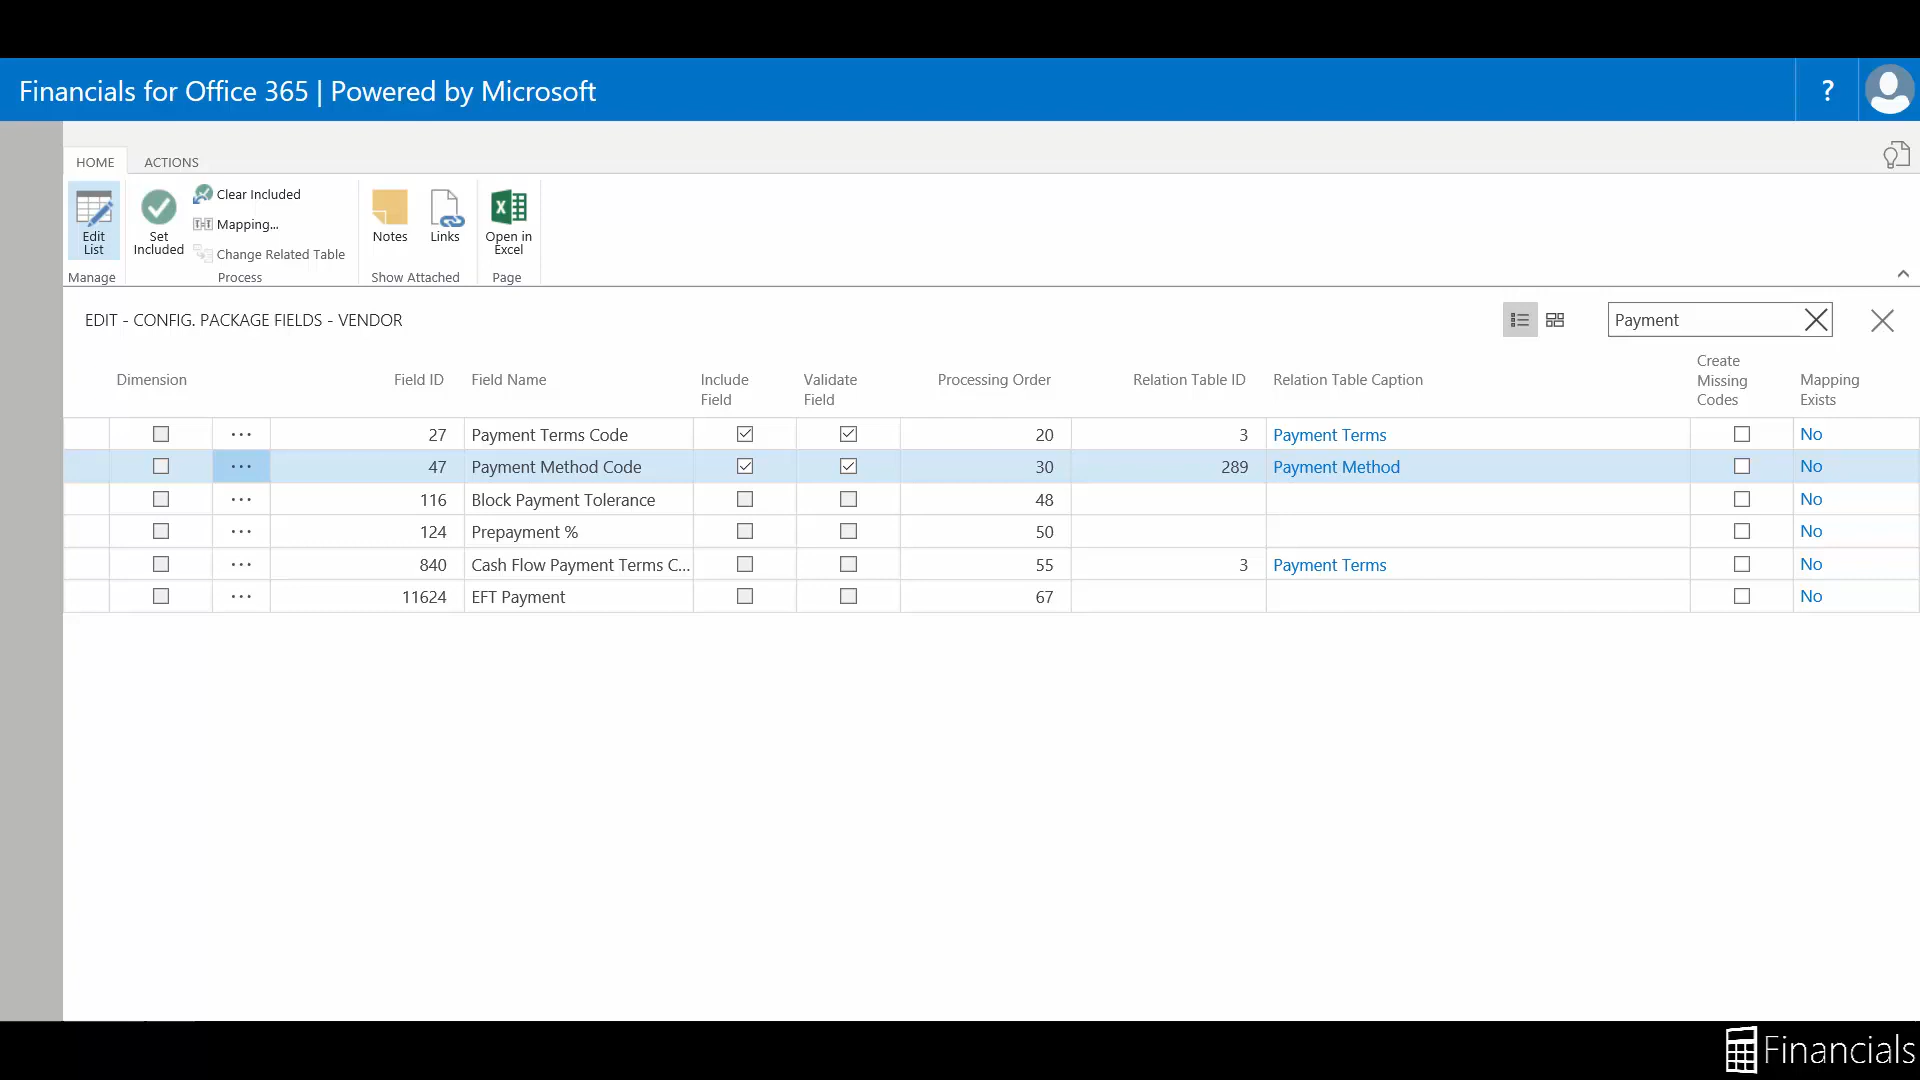 Financials for Office 365 | Powered by Microsoft
?
HOME ACTIONS
Edit List
Set Included
Clear Included
Mapping...
Change Related Table
Notes
Links
Open in Excel
Manage Process Show Attached Page
EDIT - CONFIG. PACKAGE FIELDS - VENDOR
Payment
Dimension Field ID Field Name Include Field Validate Field Processing Order Relation Table ID Relation Table Caption Create Missing Codes Mapping Exists
... 27 Payment Terms Code 20 3 Payment Terms No
... 47 Payment Method Code 30 289 Payment Method No
... 116 Block Payment Tolerance 48 No
... 124 Prepayment % 50 No
... 840 Cash Flow Payment Terms C... 55 3 Payment Terms No
... 11624 EFT Payment 67 No
Financials